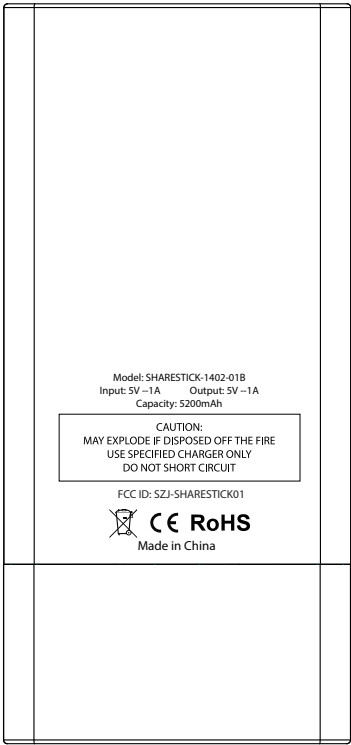 Model: SHARESTICK-1402-01B
Input: 5V --1A Output: 5V --1A
Capacity: 5200mAh
CAUTION:
MAY EXPLODE IF DISPOSED OFF THE FIRE
USE SPECIFIED CHARGER ONLY
DO NOT SHORT CIRCUIT
FCC ID: SZJ-SHARESTICK01
CE RoHS
Made in China